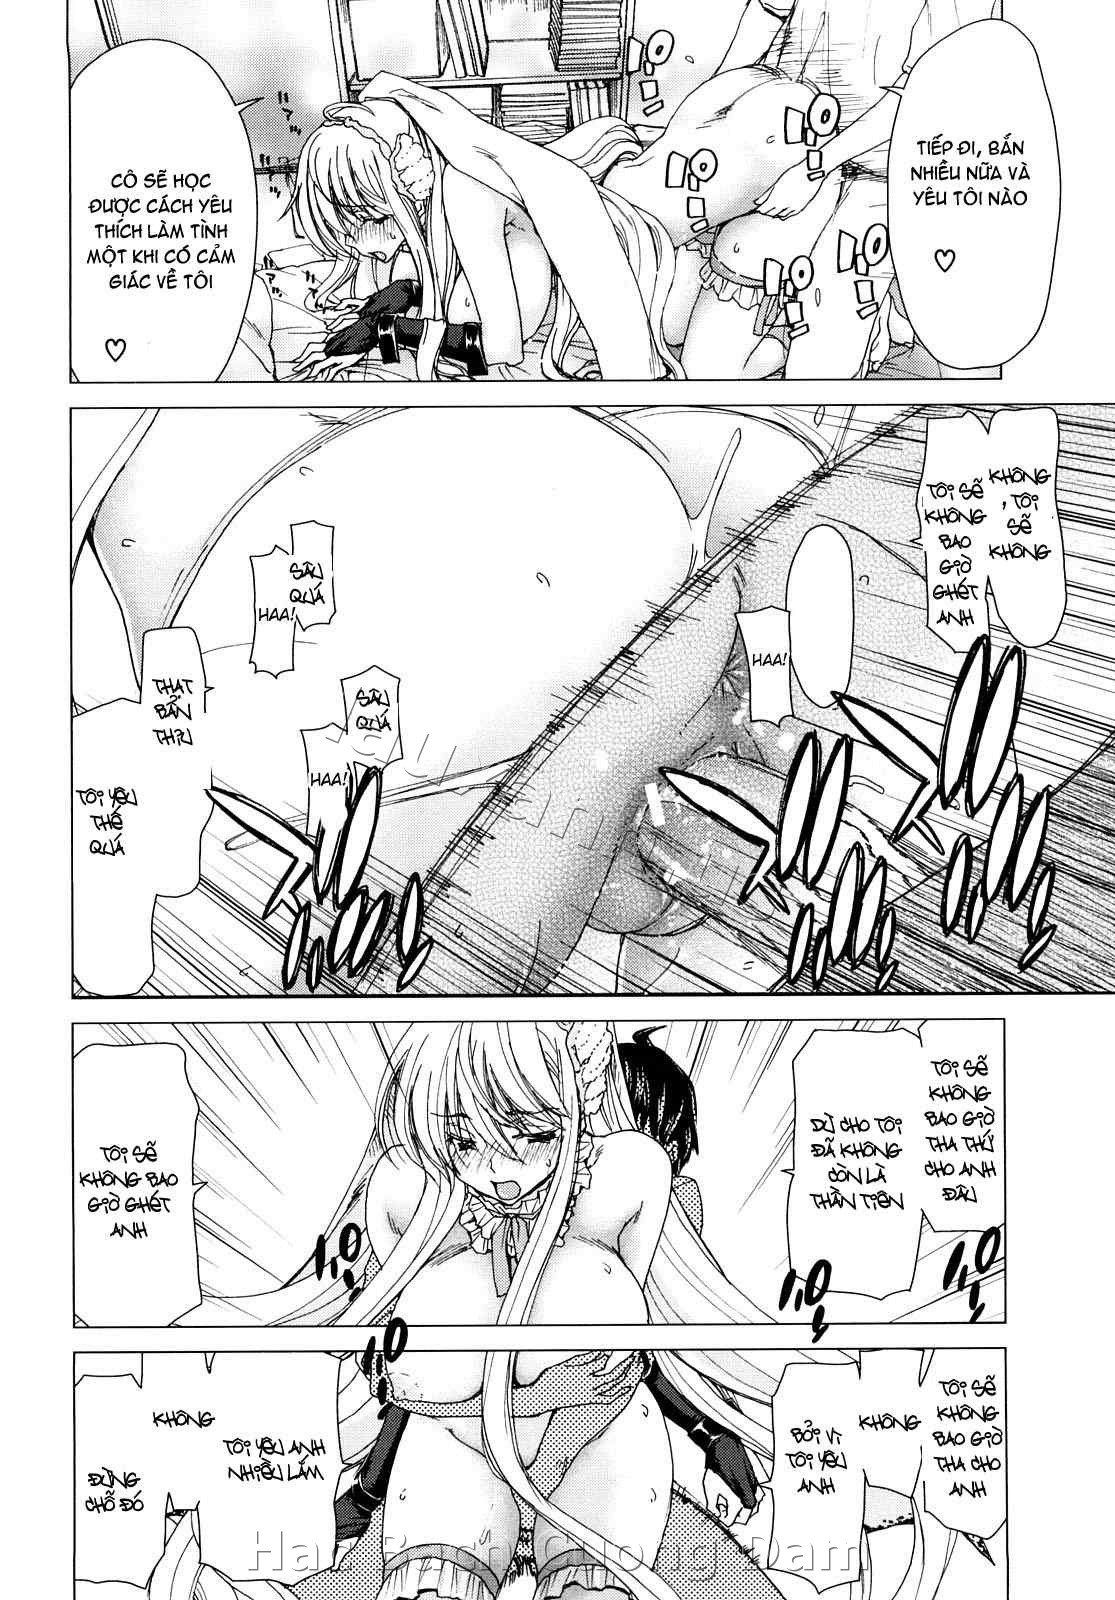 TIẾP ĐI, BẮN
NHIỀU NỮA VÀ
YÊU TÔI NÀO
♡
CÔ SẼ HỌC
ĐƯỢC CÁCH YÊU
THÍCH LÀM TÌNH
MỘT KHI CÓ CẢM
GIÁC VỀ TÔI
♡
KHÔNG
, TÔI
SẼ
KHÔNG
TÔI SẼ
KHÔNG
BAO
GIỜ
GHÉT
ANH
HAA!
SÂU
QUÁ
HAA!
SÂU
QUÁ
HAA!
THẬT
BẨN
THỈU
TÔI YÊU
THẾ
QUÁ
TÔI SẼ
KHÔNG
BAO GIỜ
THA THỨ
CHO ANH
ĐÂU
DÙ CHO TÔI
ĐÃ KHÔNG
CÒN LÀ
THẦN TIÊN
TÔI SẼ
KHÔNG BAO
GIỜ GHÉT
ANH
TÔI SẼ
KHÔNG
BAO GIỜ
THA CHO
ANH
KHÔNG
BỞI VÌ
TÔI YÊU
ANH
TÔI YÊU ANH
NHIỀU LẮM
KHÔNG
ĐỪNG
CHỖ ĐÓ
Han Bach Cuong Dam